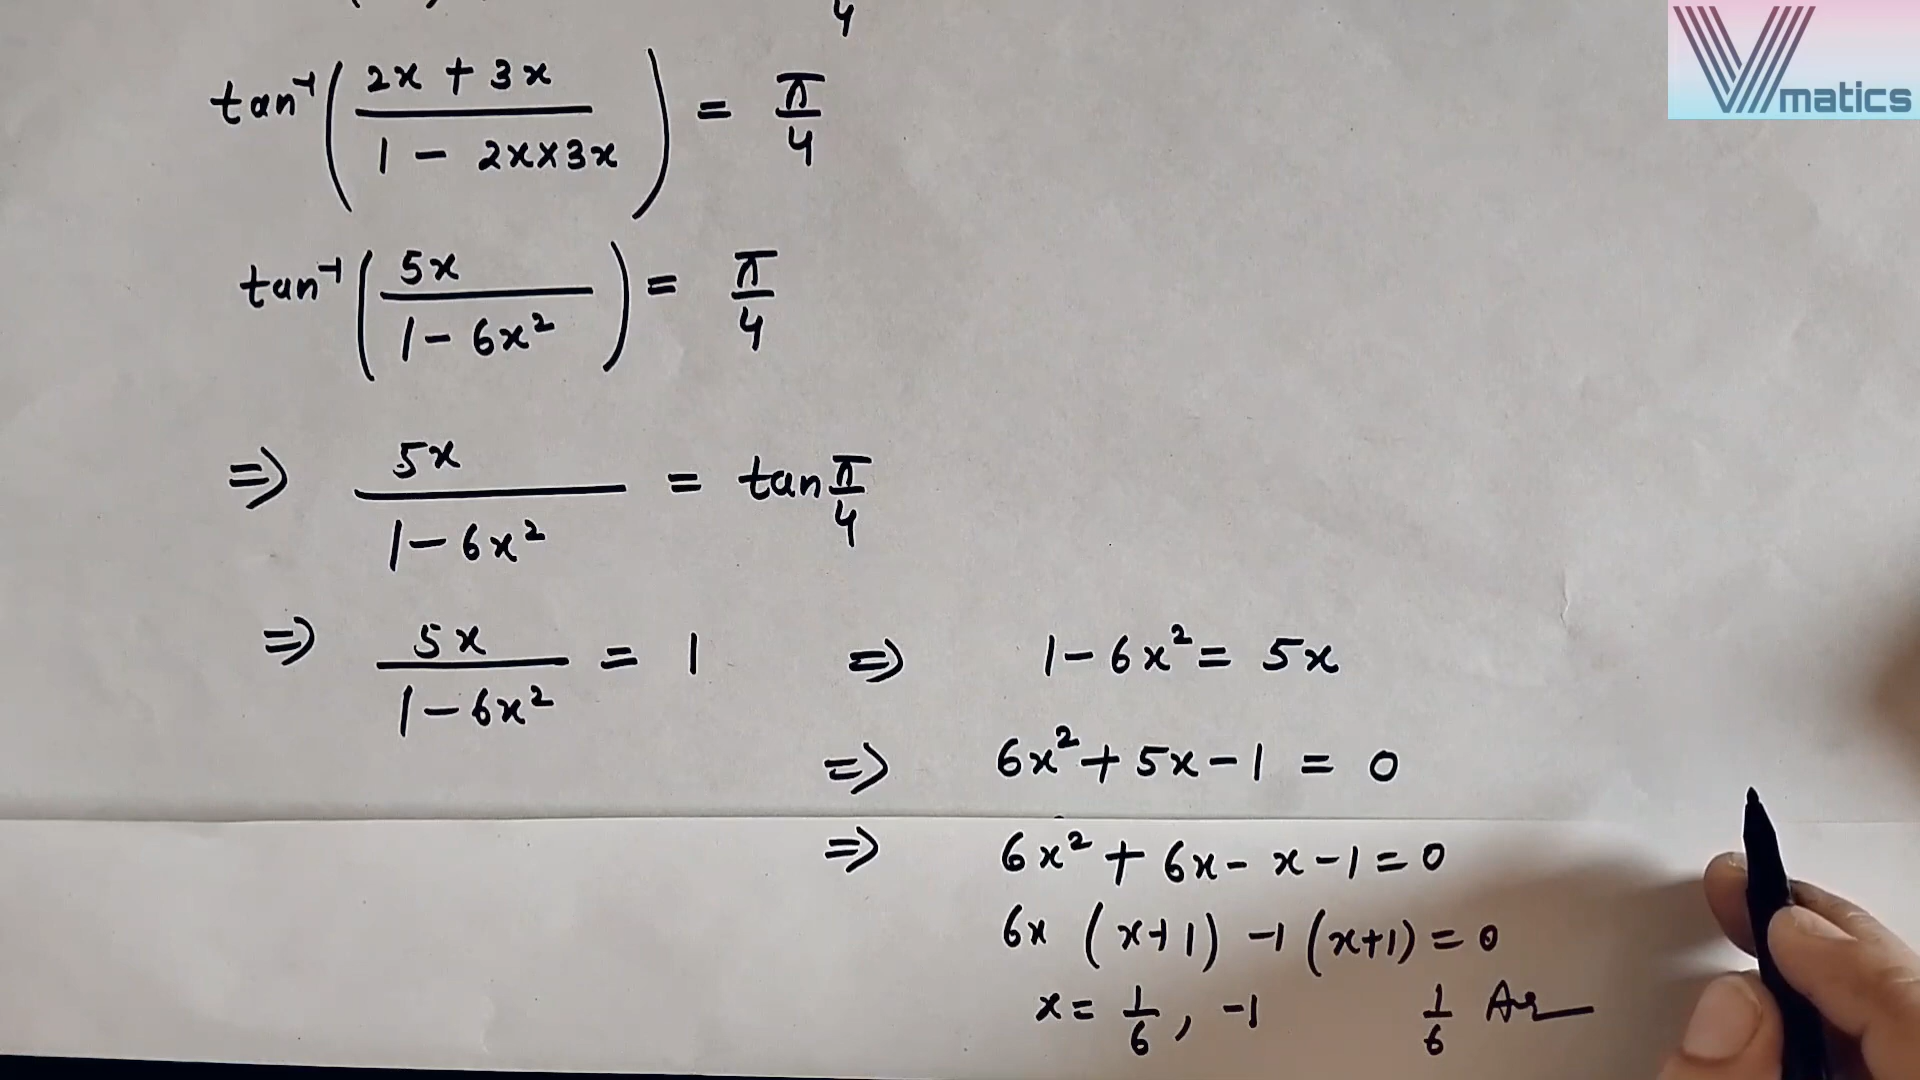 4
tan⁻¹((2x + 3x)/(1 - 2x×3x)) = π/4
tan⁻¹(5x/(1-6x²)) = π/4
⇒ 5x/(1-6x²) = tan π/4
⇒ 5x/(1-6x²) = 1 ⇒ 1-6x² = 5x
⇒ 6x² + 5x - 1 = 0
⇒ 6x² + 6x - x - 1 = 0
6x (x+1) -1 (x+1) = 0
x = 1/6, -1 1/6
Vmatics